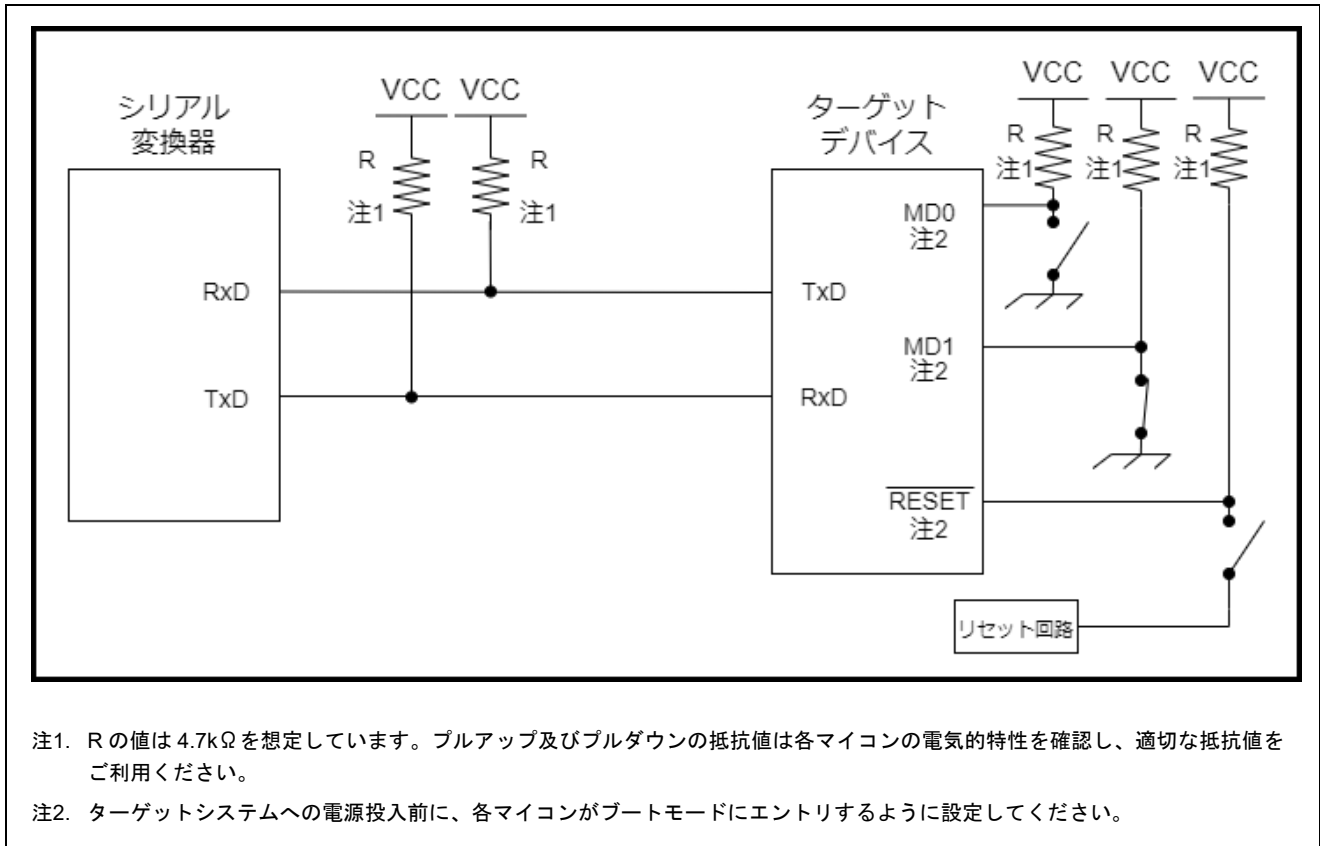 シリアル
変換器
VCC VCC
ターゲット
デバイス
VCC VCC VCC
R
注1
R
注1
R
注1
R
注1
R
注1
MD0
注2
RxD
TxD
MD1
注2
TxD
RxD
RESET
注2
リセット回路
注1. R の値は 4.7kΩを想定しています。プルアップ及びプルダウンの抵抗値は各マイコンの電気的特性を確認し、適切な抵抗値を
ご利用ください。
注2. ターゲットシステムへの電源投入前に、各マイコンがブートモードにエントリするように設定してください。